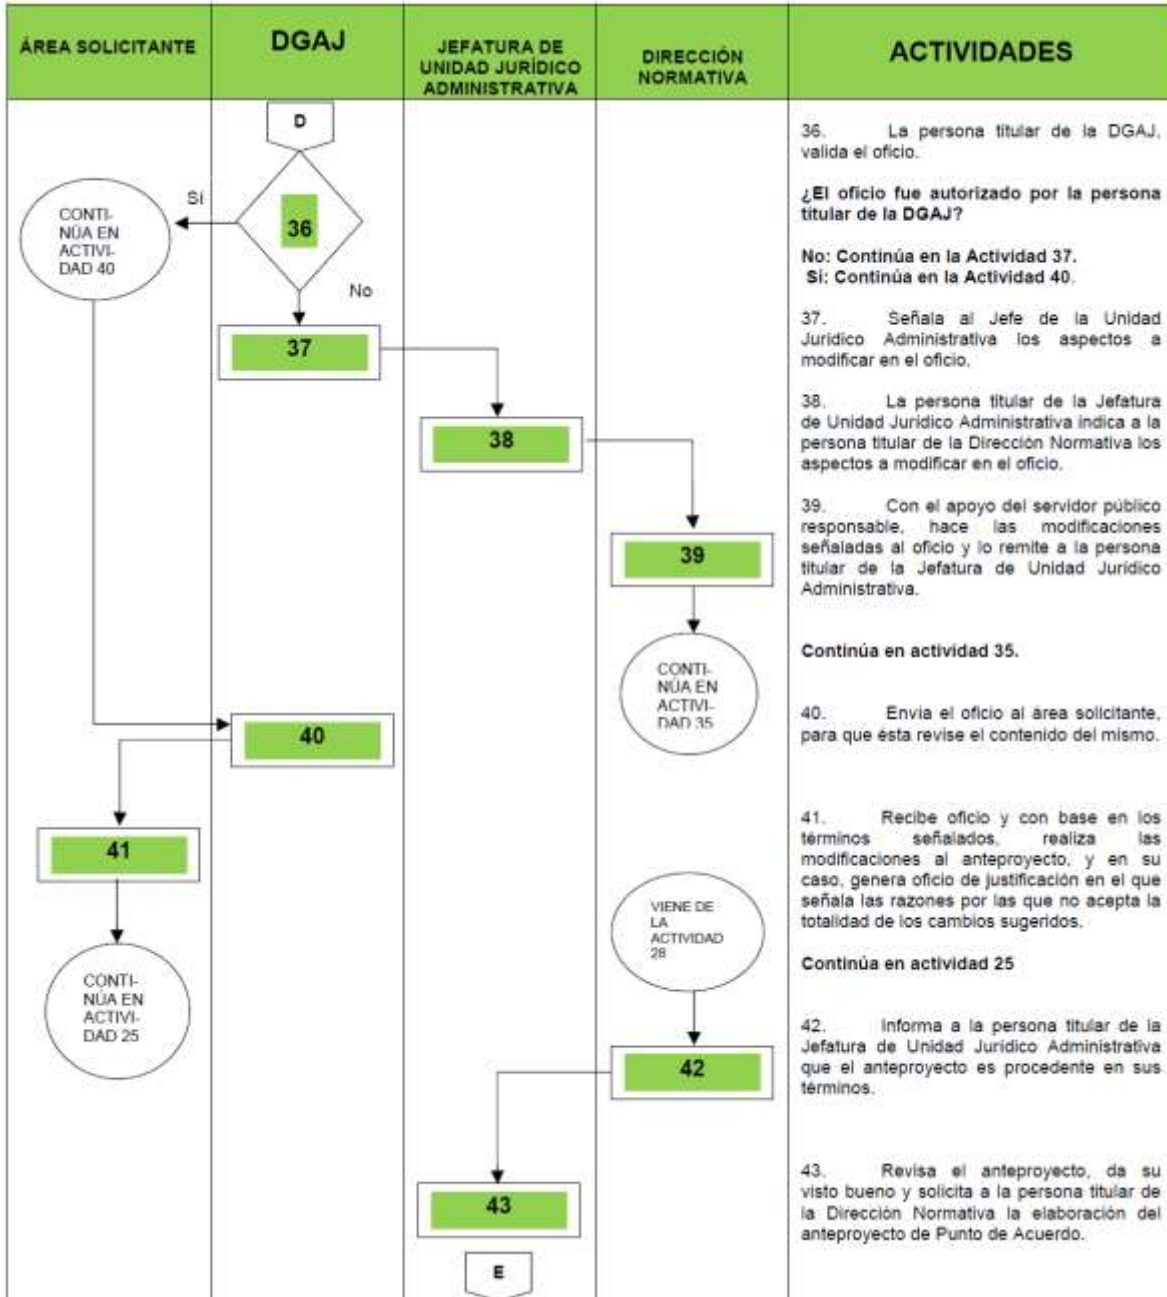 ÁREA SOLICITANTE
DGAJ
JEFATURA DE
UNIDAD JURÍDICO
ADMINISTRATIVA
DIRECCIÓN
NORMATIVA
ACTIVIDADES
D
36
Sí
No
CONTI-
NÚA EN
ACTIVI-
DAD 40
37
38
39
CONTI-
NÚA EN
ACTIVI-
DAD 35
40
41
CONTI-
NÚA EN
ACTIVI-
DAD 25
VIENE DE
LA
ACTIVIDAD
28
42
43
E
36. La persona titular de la DGAJ,
valida el oficio.
¿El oficio fue autorizado por la persona
titular de la DGAJ?
No: Continúa en la Actividad 37.
Sí: Continúa en la Actividad 40.
37. Señala al Jefe de la Unidad
Jurídico Administrativa los aspectos a
modificar en el oficio.
38. La persona titular de la Jefatura
de Unidad Jurídico Administrativa indica a la
persona titular de la Dirección Normativa los
aspectos a modificar en el oficio.
39. Con el apoyo del servidor público
responsable, hace las modificaciones
señaladas al oficio y lo remite a la persona
titular de la Jefatura de Unidad Jurídico
Administrativa.
Continúa en actividad 35.
40. Envía el oficio al área solicitante,
para que ésta revise el contenido del mismo.
41. Recibe oficio y con base en los
términos señalados, realiza las
modificaciones al anteproyecto, y en su
caso, genera oficio de justificación en el que
señala las razones por las que no acepta la
totalidad de los cambios sugeridos.
Continúa en actividad 25
42. Informa a la persona titular de la
Jefatura de Unidad Jurídico Administrativa
que el anteproyecto es procedente en sus
términos.
43. Revisa el anteproyecto, da su
visto bueno y solicita a la persona titular de
la Dirección Normativa la elaboración del
anteproyecto de Punto de Acuerdo.